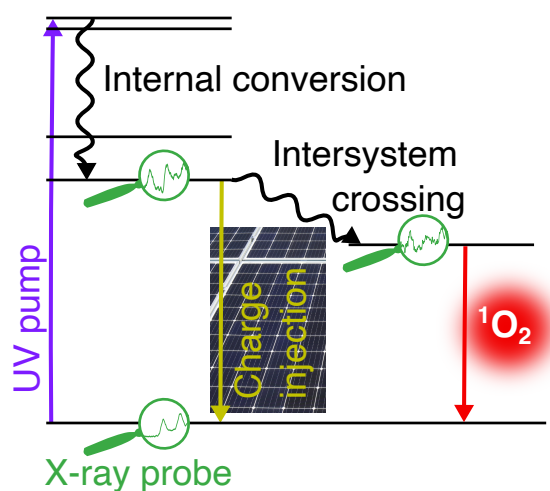 Internal conversion
Intersystem
crossing
UV pump
Charge
injection
¹O₂
X-ray probe